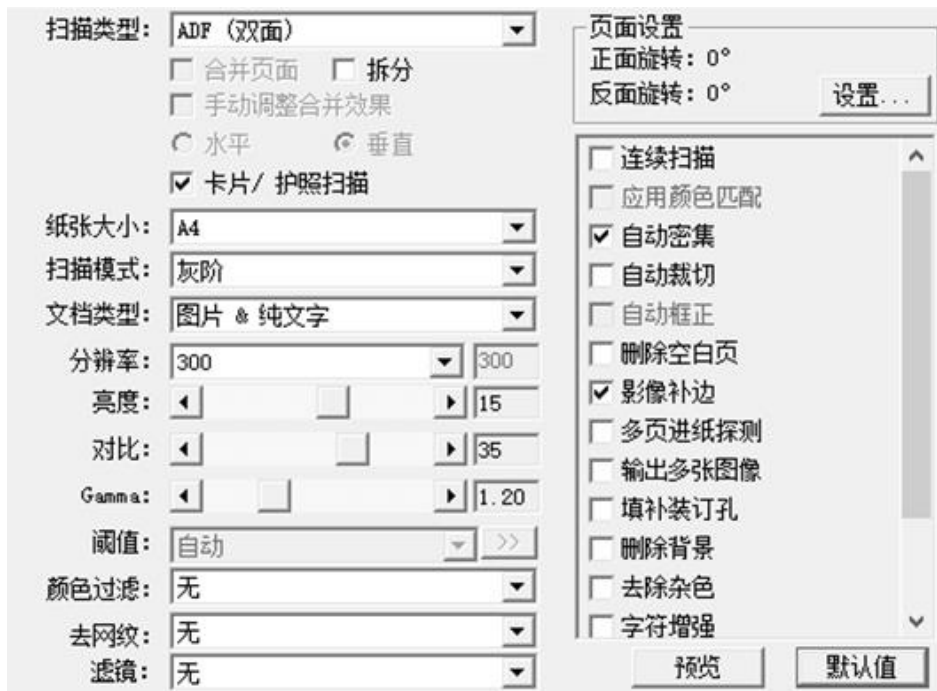 扫描类型: ADF (双面)
合并页面 拆分
手动调整合并效果
水平 垂直
卡片/ 护照扫描
纸张大小: A4
扫描模式: 灰阶
文档类型: 图片 & 纯文字
分辨率: 300 300
亮度: 15
对比: 35
Gamma: 1.20
阈值: 自动 >>
颜色过滤: 无
去网纹: 无
滤镜: 无
页面设置
正面旋转: 0°
反面旋转: 0° 设置...
连续扫描
应用颜色匹配
自动密集
自动裁切
自动框正
删除空白页
影像补边
多页进纸探测
输出多张图像
填补装订孔
删除背景
去除杂色
字符增强
预览 默认值